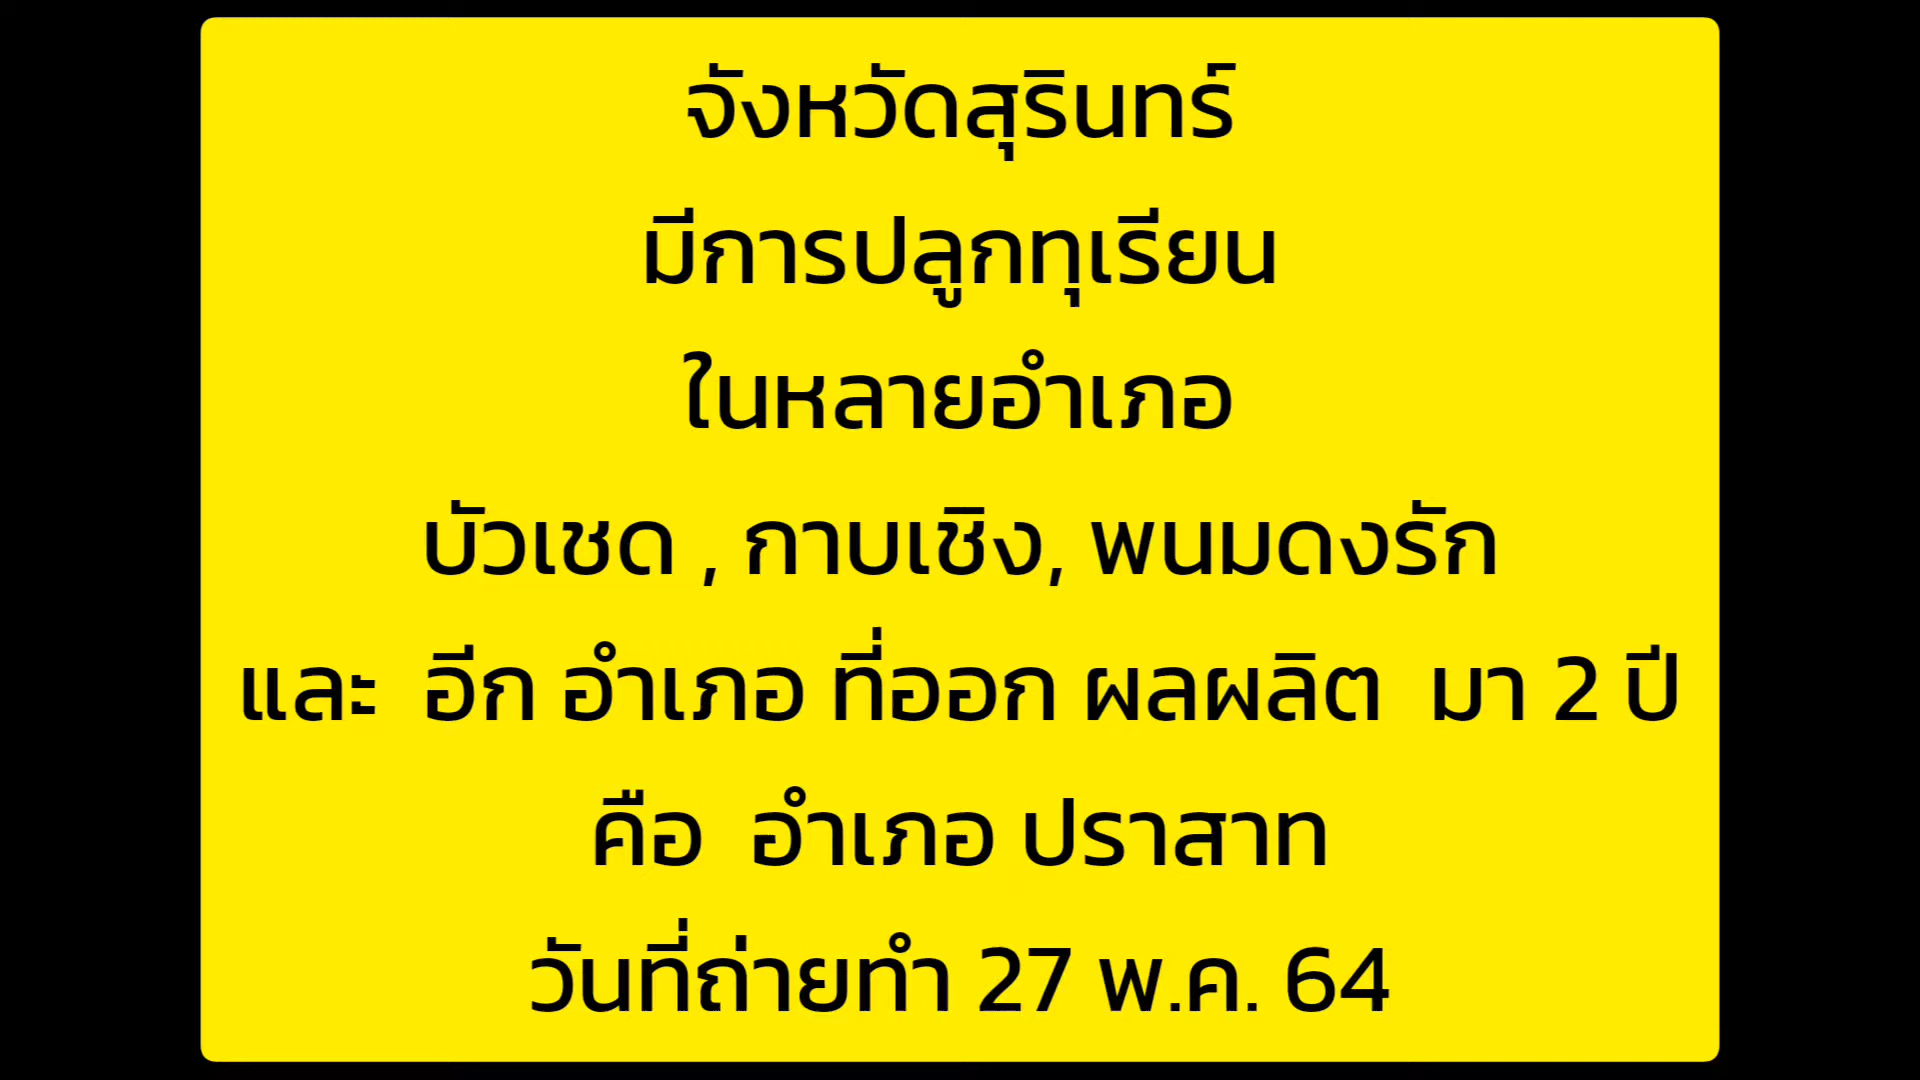 จังหวัดสุรินทร์
มีการปลูกทุเรียน
ในหลายอำเภอ
บัวเชด , กาบเชิง, พนมดงรัก
และ  อีก อำเภอ ที่ออก ผลผลิต  มา 2 ปี
คือ  อำเภอ ปราสาท
วันที่ถ่ายทำ 27 พ.ค. 64